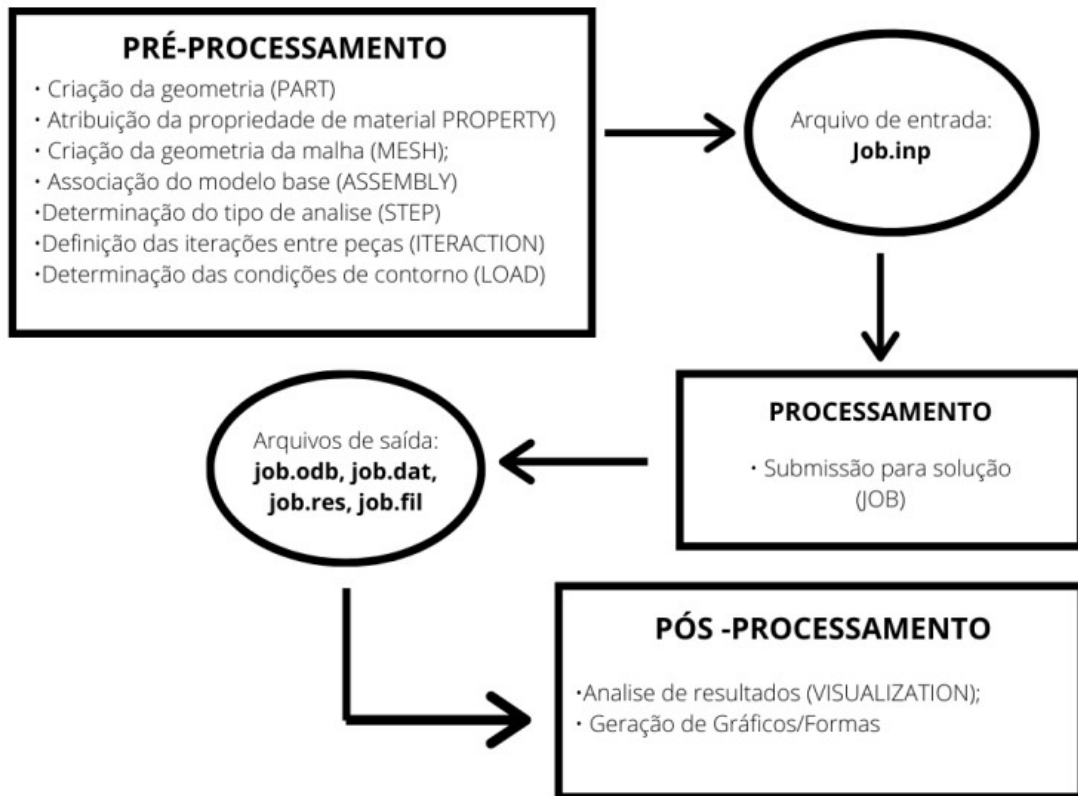 PRÉ-PROCESSAMENTO
• Criação da geometria (PART)
• Atribuição da propriedade de material PROPERTY)
• Criação da geometria da malha (MESH);
• Associação do modelo base (ASSEMBLY)
•Determinação do tipo de analise (STEP)
•Definição das iterações entre peças (ITERACTION)
•Determinação das condições de contorno (LOAD)
Arquivo de entrada:
Job.inp
PROCESSAMENTO
• Submissão para solução
(JOB)
Arquivos de saída:
job.odb, job.dat,
job.res, job.fil
PÓS -PROCESSAMENTO
•Analise de resultados (VISUALIZATION);
• Geração de Gráficos/Formas